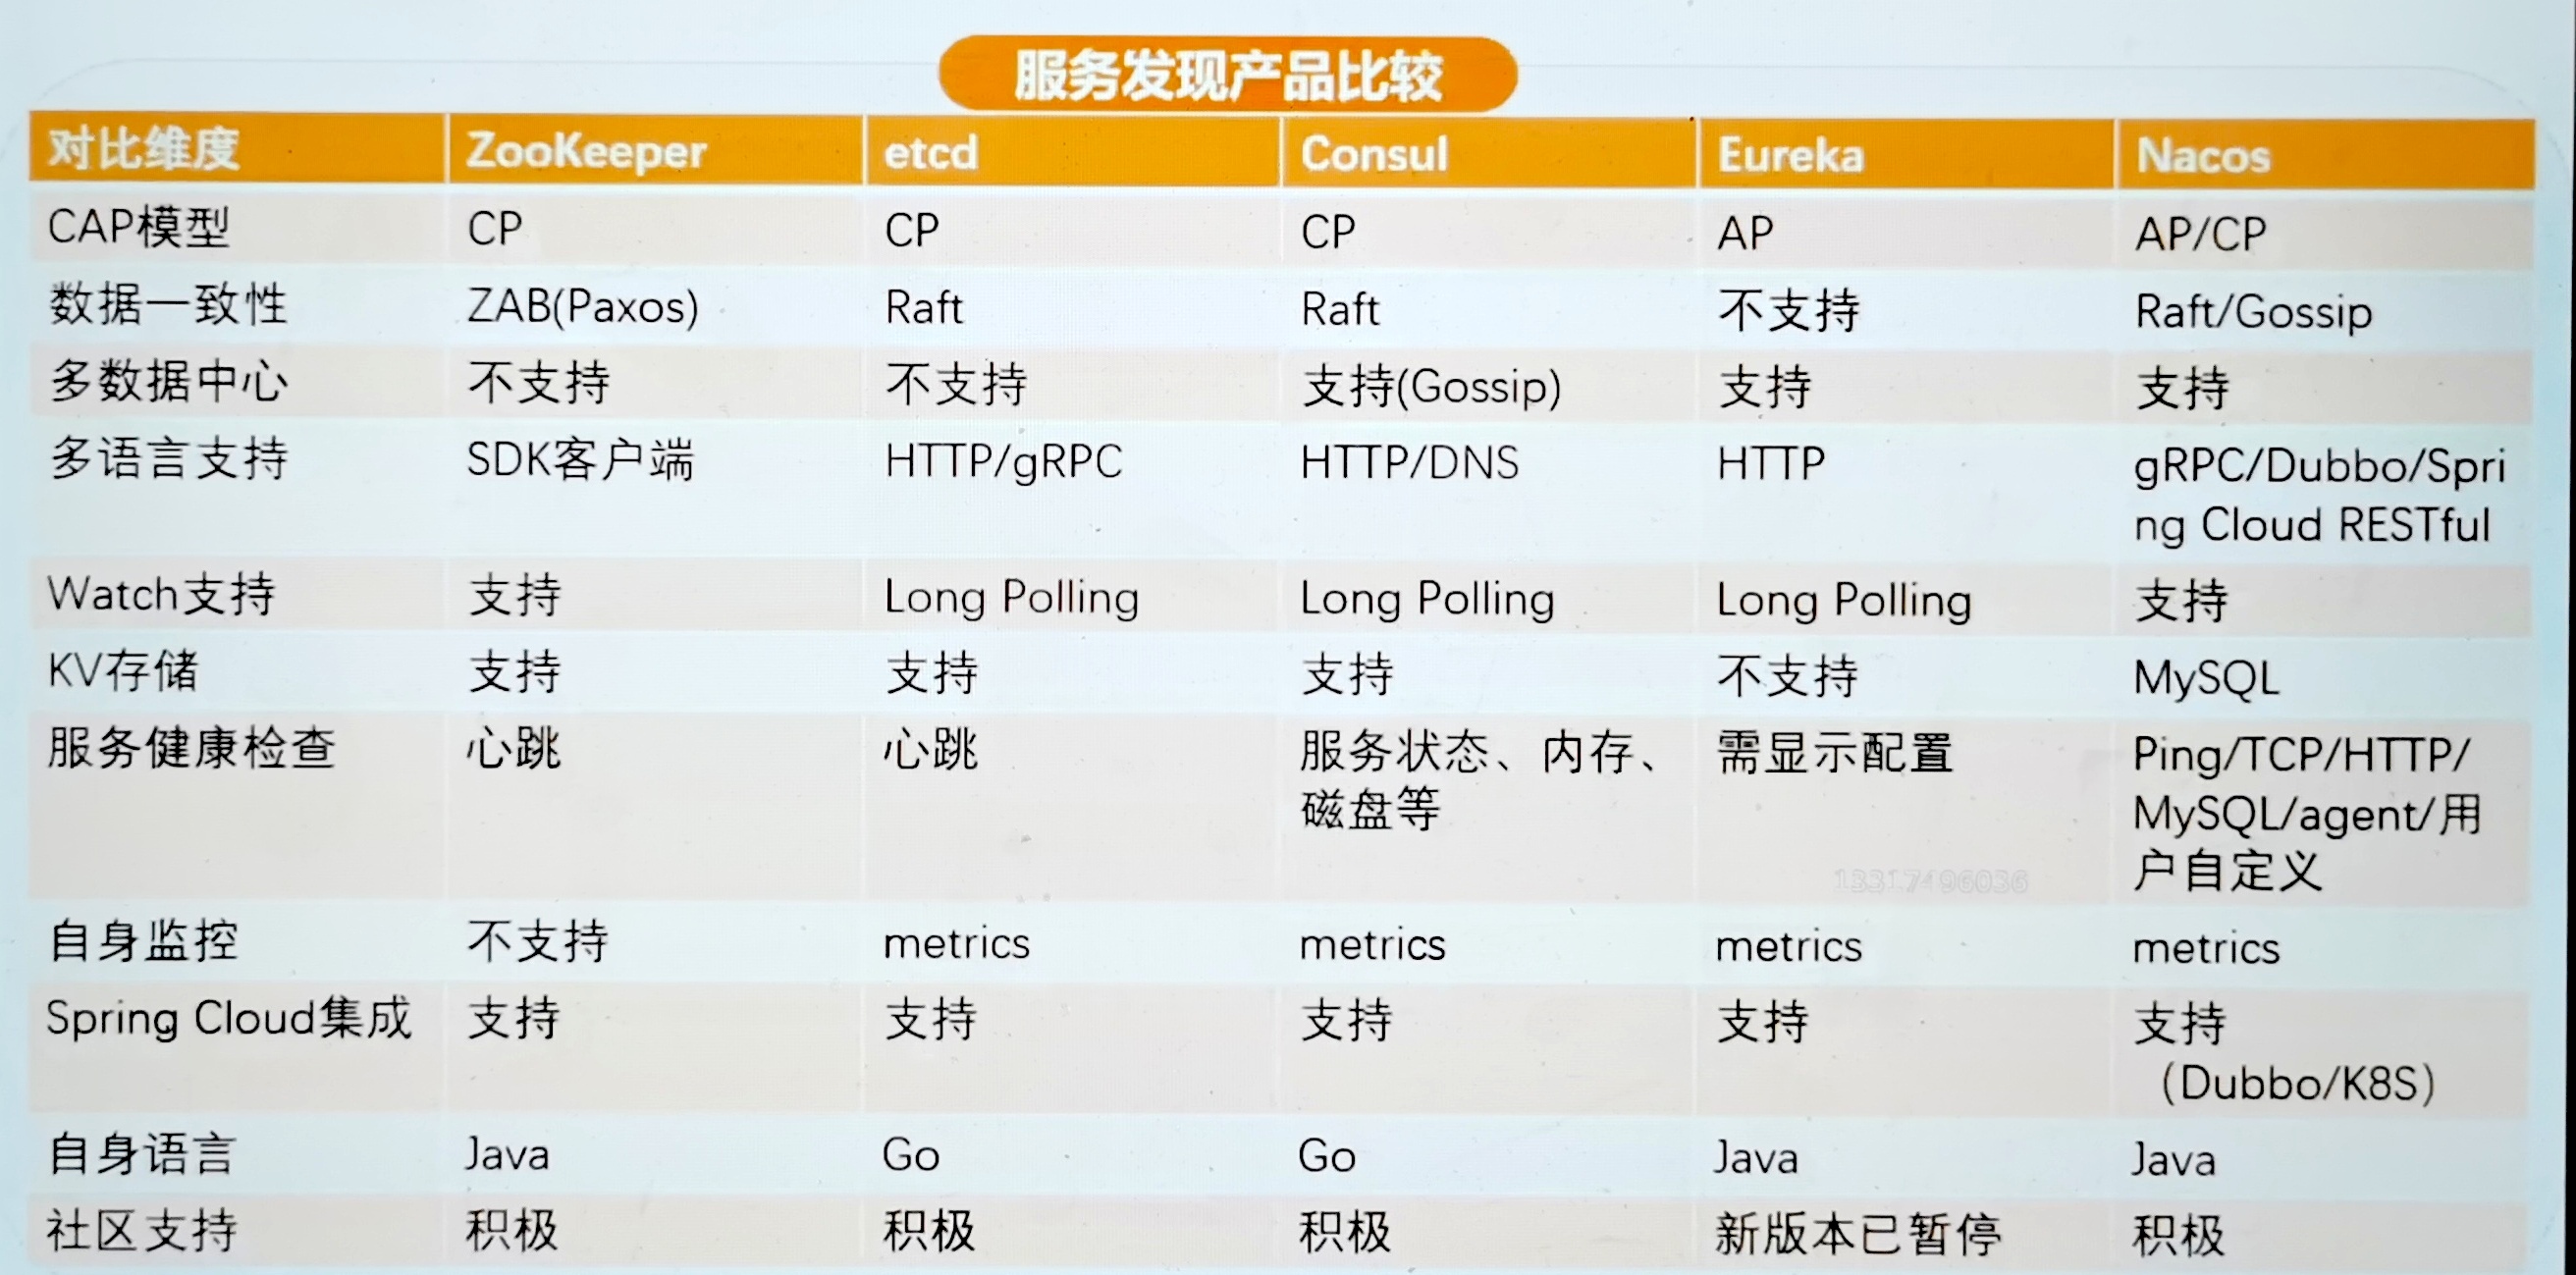 服务发现产品比较
对比维度 ZooKeeper etcd Consul Eureka Nacos
CAP模型 CP CP CP AP AP/CP
数据一致性 ZAB(Paxos) Raft Raft 不支持 Raft/Gossip
多数据中心 不支持 不支持 支持(Gossip) 支持 支持
多语言支持 SDK客户端 HTTP/gRPC HTTP/DNS HTTP gRPC/Dubbo/Spri
ng Cloud RESTful
Watch支持 支持 Long Polling Long Polling Long Polling 支持
KV存储 支持 支持 支持 不支持 MySQL
服务健康检查 心跳 心跳 服务状态、内存、 需显示配置 Ping/TCP/HTTP/
磁盘等 MySQL/agent/用
户自定义
13317496036
自身监控 不支持 metrics metrics metrics metrics
Spring Cloud集成 支持 支持 支持 支持 支持
（Dubbo/K8S）
自身语言 Java Go Go Java Java
社区支持 积极 积极 积极 新版本已暂停 积极